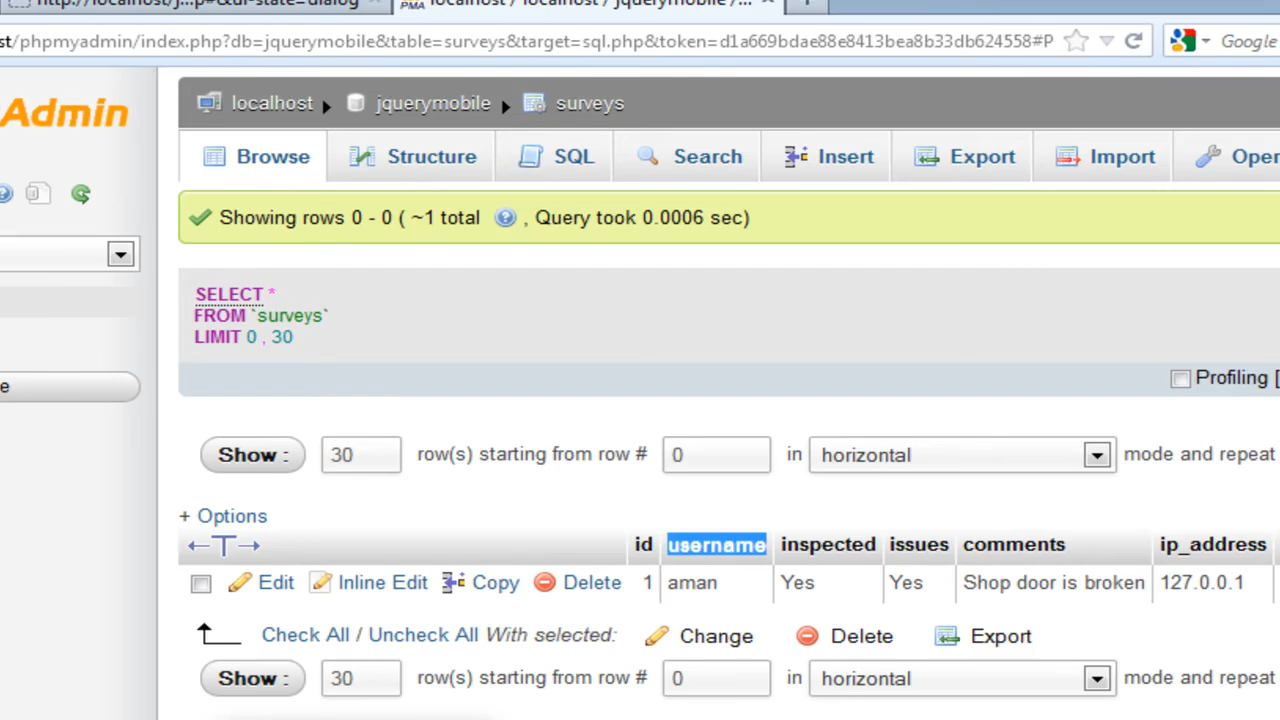 localhost / localhost / jquerymobile /...
st/phpmyadmin/index.php?db=jquerymobile&table=surveys&target=sql.php&token=d1a669bdae88e8413bea8b33db624558#P
Google
Admin
localhost jquerymobile surveys
Browse Structure SQL Search Insert Export Import Oper
Showing rows 0 - 0 ( ~1 total , Query took 0.0006 sec)
SELECT *
FROM `surveys`
LIMIT 0 , 30
Profiling [
e
Show : 30 row(s) starting from row # 0 in horizontal mode and repeat
+ Options
←T→ id username inspected issues comments ip_address
Edit Inline Edit Copy Delete 1 aman Yes Yes Shop door is broken 127.0.0.1
Check All / Uncheck All With selected: Change Delete Export
Show : 30 row(s) starting from row # 0 in horizontal mode and repeat